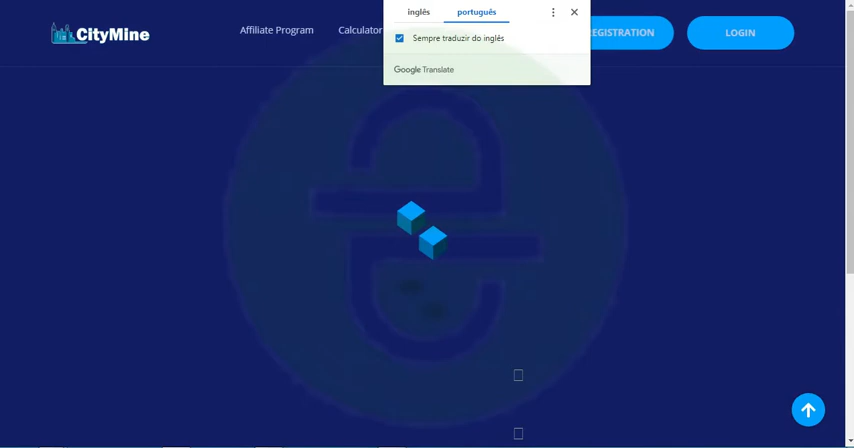 CityMine
Affiliate Program
Calculator
inglês
português
Sempre traduzir do inglês
Google Translate
REGISTRATION
LOGIN